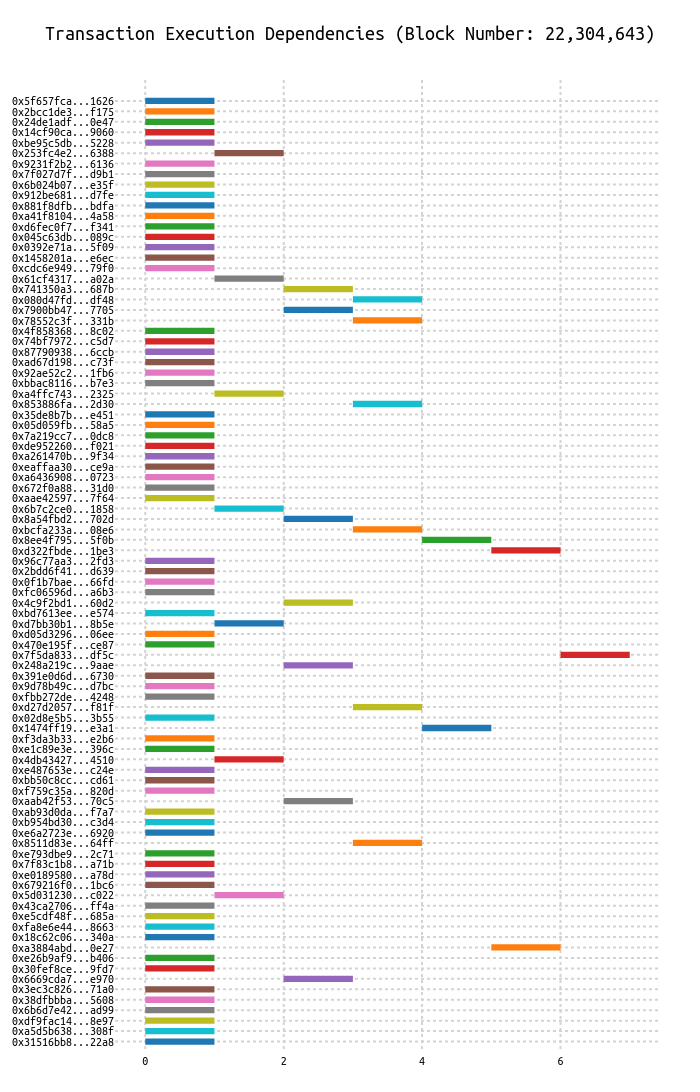 Transaction Execution Dependencies (Block Number: 22,304,643)
0x5f657fca...1626
0x2bcc1de3...f175
0x24de1adf...0e47
0x14cf90ca...9060
0xbe95c5db...5228
0x253fc4e2...6388
0x9231f2b2...6136
0x7f027d7f...d9b1
0x6b024b07...e35f
0x912be681...d7fe
0x881f8dfb...bdfa
0xa41f8104...4a58
0xd6fec0f7...f341
0x045c63db...089c
0x0392e71a...5f09
0x1458201a...e6ec
0xcdc6e949...79f0
0x61cf4317...a02a
0x741350a3...687b
0x080d47fd...df48
0x7900bb47...7705
0x78552c3f...331b
0x4f858368...8c02
0x74bf7972...c5d7
0x87790938...6ccb
0xad67d198...c73f
0x92ae52c2...1fb6
0xbbac8116...b7e3
0xa4ffc743...2325
0x853886fa...2d30
0x35de8b7b...e451
0x05d059fb...58a5
0x7a219cc7...0dc8
0xde952260...f021
0xa261470b...9f34
0xeaffaa30...ce9a
0xa6436908...0723
0x672f0a88...31d0
0xaae42597...7f64
0x6b7c2ce0...1858
0x8a54fbd2...702d
0xbcfa233a...08e6
0x8ee4f795...5f0b
0xd322fbde...1be3
0x96c77aa3...2fd3
0x2bdd6f41...d639
0x0f1b7bae...66fd
0xfc06596d...a6b3
0x4c9f2bd1...60d2
0xbd7613ee...e574
0xd7bb30b1...8b5e
0xd05d3296...06ee
0x470e195f...ce87
0x7f5da833...df5c
0x248a219c...9aae
0x391e0d6d...6730
0x9d78b49c...d7bc
0xfbb272de...4248
0xd27d2057...f81f
0x02d8e5b5...3b55
0x1474ff19...e3a1
0xf3da3b33...e2b6
0xe1c89e3e...396c
0x4db43427...4510
0xe487653e...c24e
0xbb50c8cc...cd61
0xf759c35a...820d
0xaab42f53...70c5
0xab93d0da...f7a7
0xb954bd30...c3d4
0xe6a2723e...6920
0x8511d83e...64ff
0xe793dbe9...2c71
0x7f83c1b8...a71b
0xe0189580...a78d
0x679216f0...1bc6
0x5d031230...c022
0x43ca2706...ff4a
0xe5cdf48f...685a
0xfa8e6e44...8663
0x18c62c06...340a
0xa3884abd...0e27
0xe26b9af9...b406
0x30fef8ce...9fd7
0x6669cda7...e970
0x3ec3c826...71a0
0x38dfbbba...5608
0x6b6d7e42...ad99
0xdf9fac14...8e97
0xa5d5b638...308f
0x31516bb8...22a8
0 2 4 6